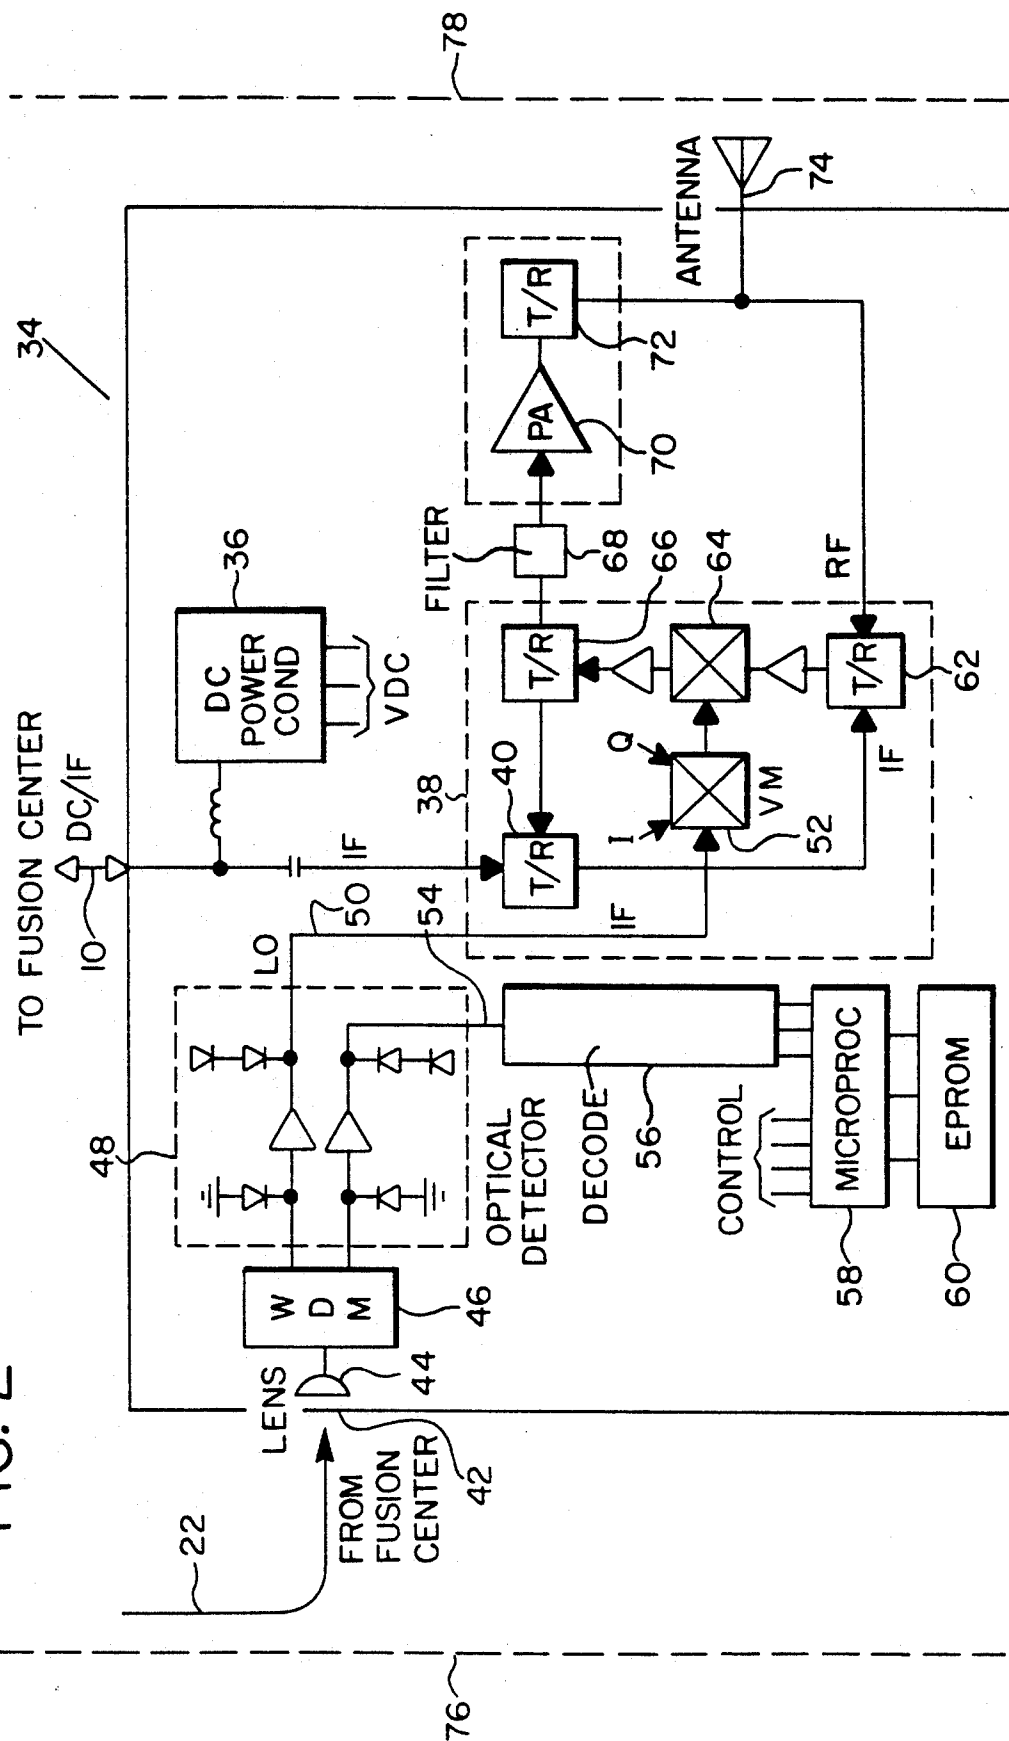 FIG. 2
TO FUSION CENTER
DC/IF
10
34
78
36
DC
POWER
COND
VDC
IF
48
LO
50
54
22
FROM
FUSION
CENTER
42
LENS
44
W
D
M
46
OPTICAL
DETECTOR
DECODE
56
CONTROL
MICROPROC
58
EPROM
60
38
40
T/R
T/R
66
IF
I
Q
VM
52
64
T/R
62
IF
RF
FILTER
68
PA
70
T/R
72
ANTENNA
74
76